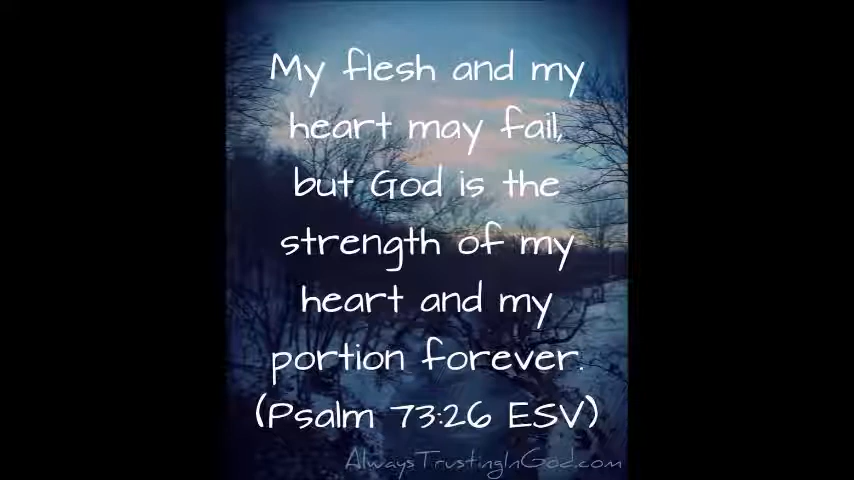 My flesh and my
heart may fail,
but God is the
strength of my
heart and my
portion forever.
(Psalm 73:26 ESV)
AlwaysTrustingInGod.com